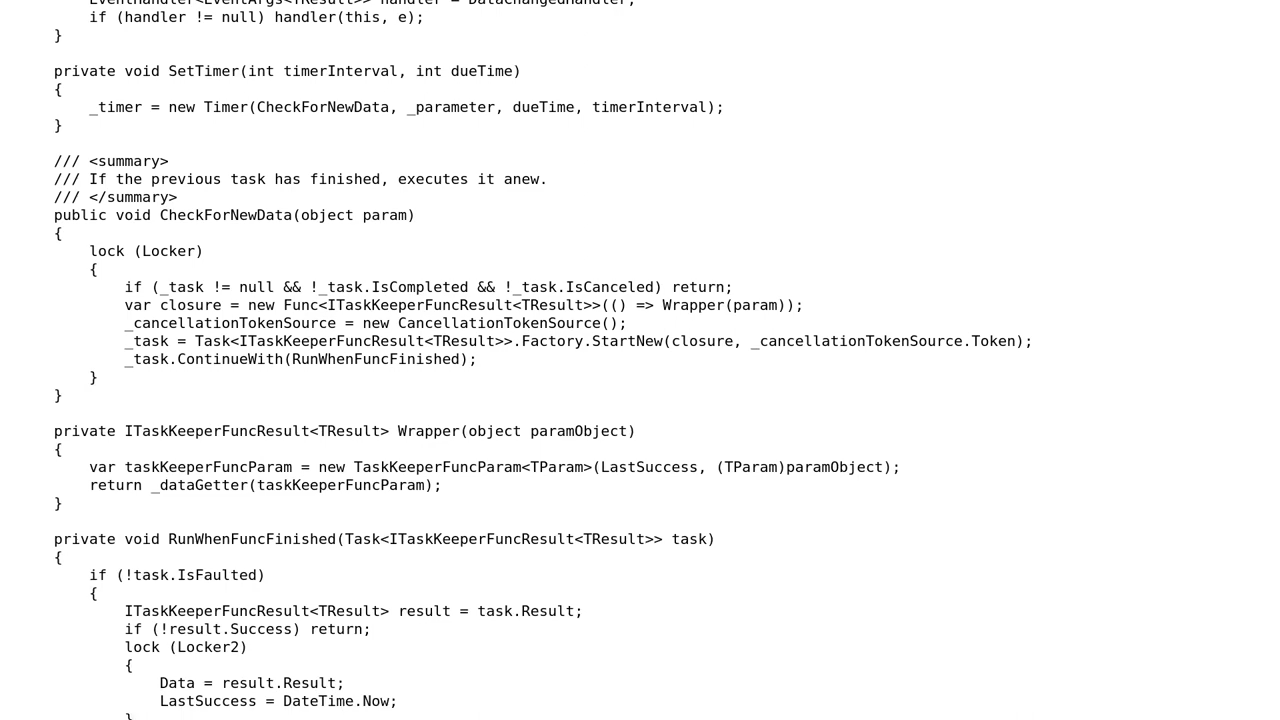 EventHandler<EventArgs<TResult>> handler = DataChangedHandler;
if (handler != null) handler(this, e);
}
private void SetTimer(int timerInterval, int dueTime)
{
_timer = new Timer(CheckForNewData, _parameter, dueTime, timerInterval);
}
/// <summary>
/// If the previous task has finished, executes it anew.
/// </summary>
public void CheckForNewData(object param)
{
lock (Locker)
{
if (_task != null && !_task.IsCompleted && !_task.IsCanceled) return;
var closure = new Func<ITaskKeeperFuncResult<TResult>>(() => Wrapper(param));
_cancellationTokenSource = new CancellationTokenSource();
_task = Task<ITaskKeeperFuncResult<TResult>>.Factory.StartNew(closure, _cancellationTokenSource.Token);
_task.ContinueWith(RunWhenFuncFinished);
}
}
private ITaskKeeperFuncResult<TResult> Wrapper(object paramObject)
{
var taskKeeperFuncParam = new TaskKeeperFuncParam<TParam>(LastSuccess, (TParam)paramObject);
return _dataGetter(taskKeeperFuncParam);
}
private void RunWhenFuncFinished(Task<ITaskKeeperFuncResult<TResult>> task)
{
if (!task.IsFaulted)
{
ITaskKeeperFuncResult<TResult> result = task.Result;
if (!result.Success) return;
lock (Locker2)
{
Data = result.Result;
LastSuccess = DateTime.Now;
}